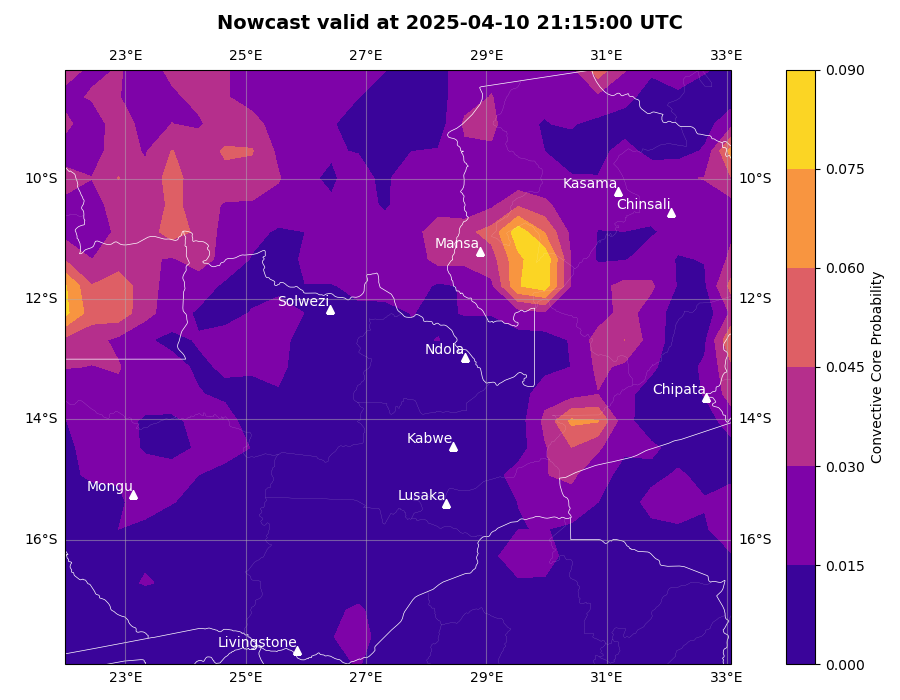 Nowcast valid at 2025-04-10 21:15:00 UTC
23°E 25°E 27°E 29°E 31°E 33°E
0.090
0.075
0.060
0.045
0.030
0.015
0.000
Convective Core Probability
10°S 10°S
12°S 12°S
14°S 14°S
16°S 16°S
Kasama
Chinsali
Mansa
Solwezi
Ndola
Chipata
Kabwe
Mongu
Lusaka
Livingstone
23°E 25°E 27°E 29°E 31°E 33°E